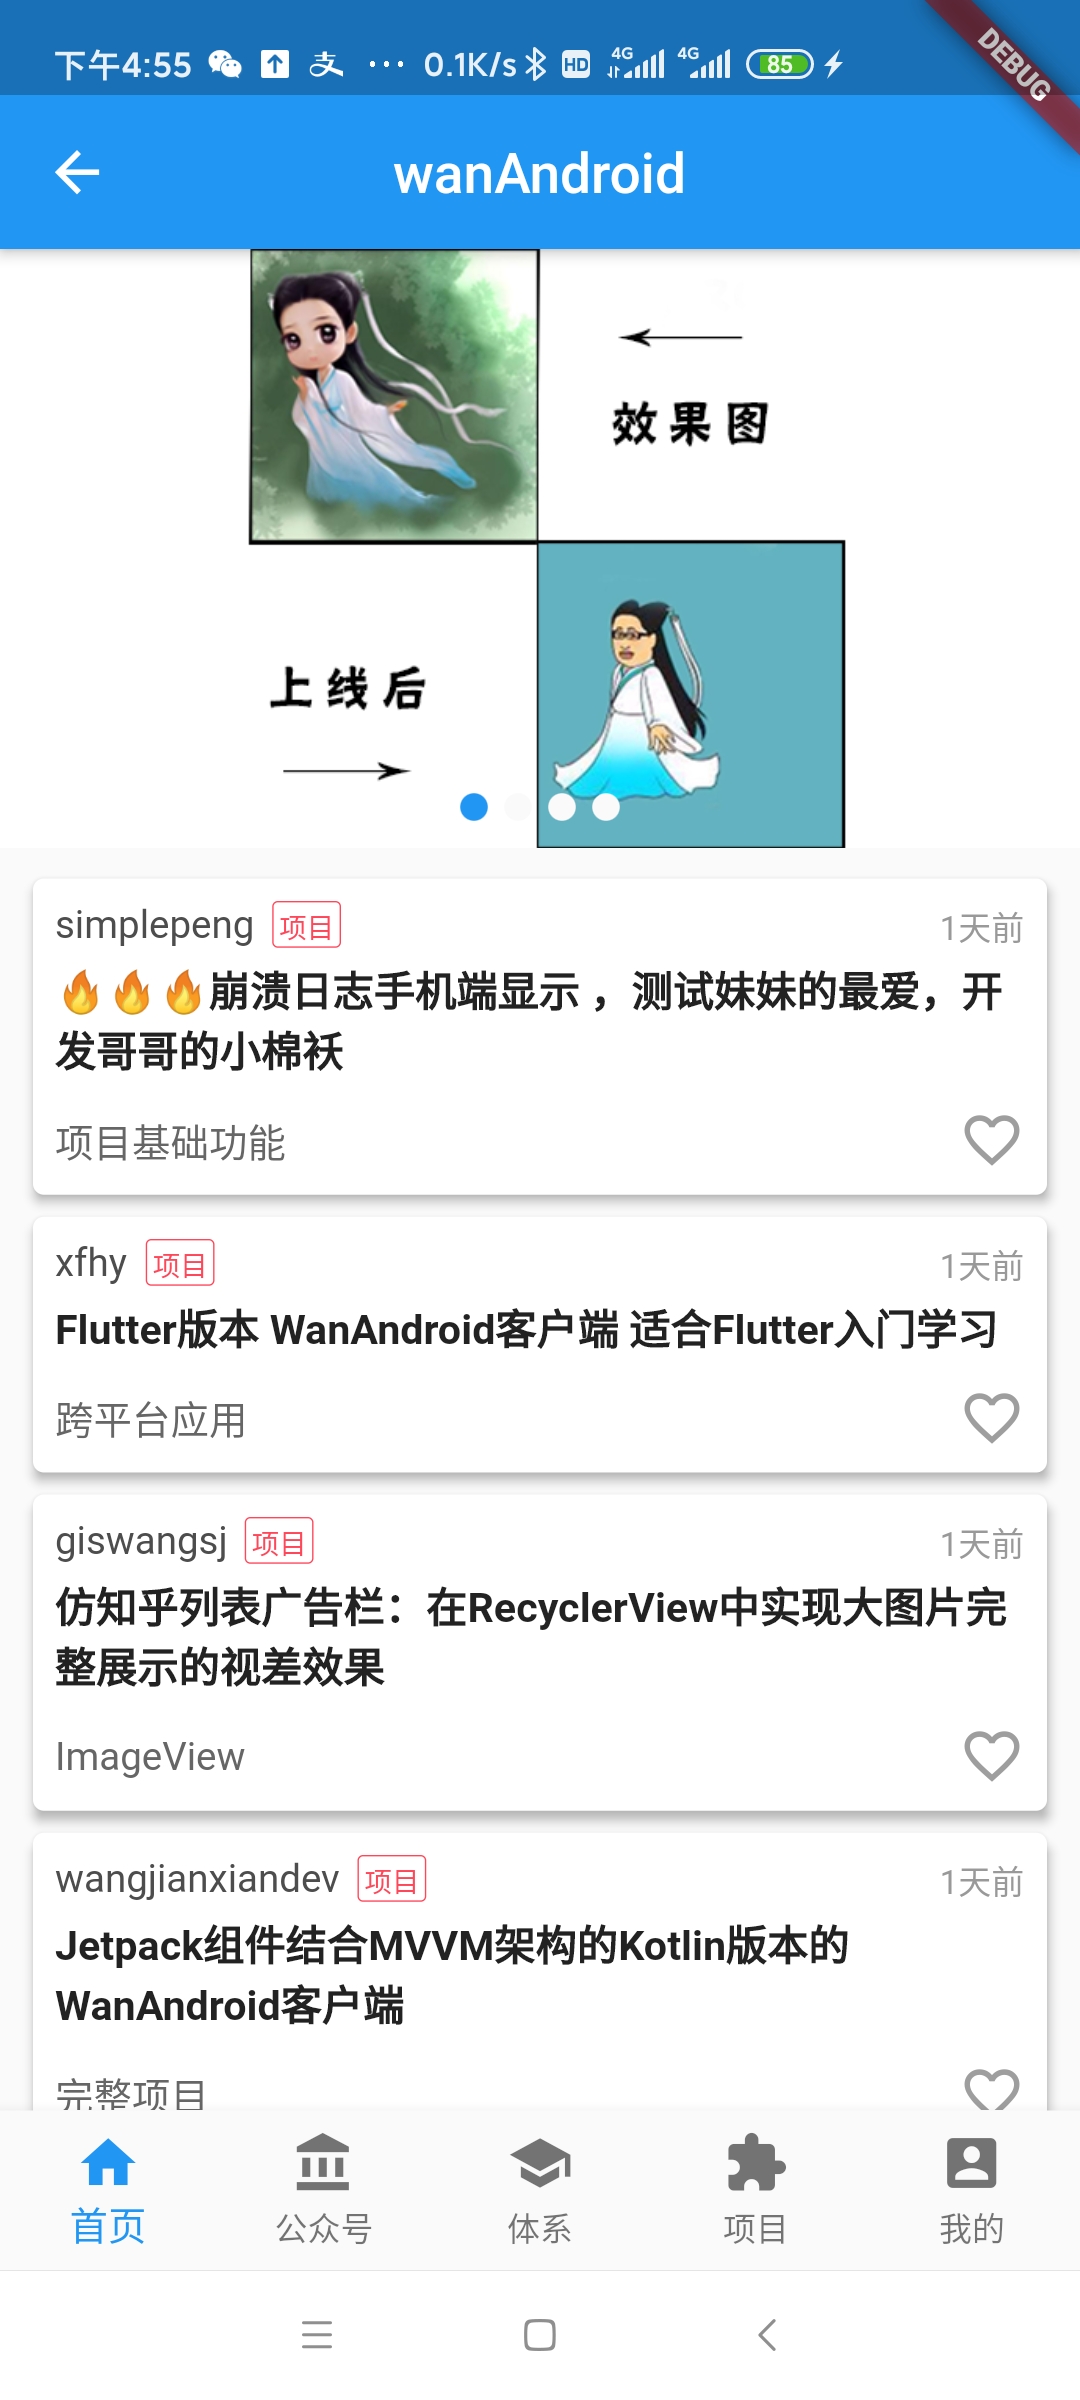 下午4:55 ··· 0.1K/s HD 4G 4G 85
DEBUG
wanAndroid
效果图
上线后
simplepeng 项目 1天前
🔥🔥🔥崩溃日志手机端显示 ，测试妹妹的最爱，开
发哥哥的小棉袄
项目基础功能
xfhy 项目 1天前
Flutter版本 WanAndroid客户端 适合Flutter入门学习
跨平台应用
giswangsj 项目 1天前
仿知乎列表广告栏：在RecyclerView中实现大图片完
整展示的视差效果
ImageView
wangjianxiandev 项目 1天前
Jetpack组件结合MVVM架构的Kotlin版本的
WanAndroid客户端
完整项目
首页 公众号 体系 项目 我的